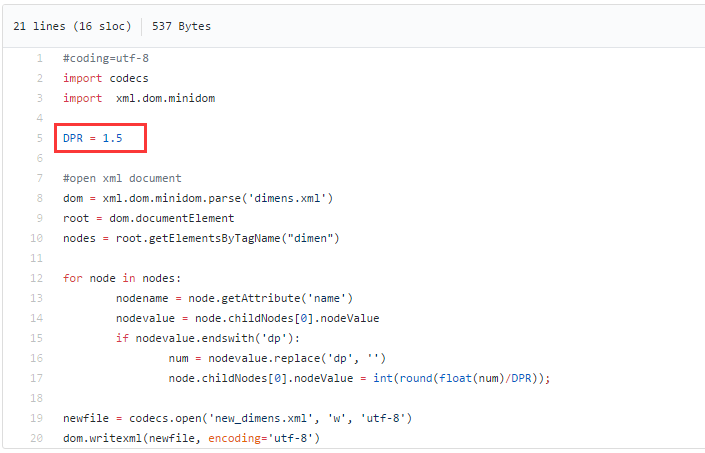 21 lines (16 sloc) 537 Bytes
1 #coding=utf-8
2 import codecs
3 import  xml.dom.minidom
4
5 DPR = 1.5
6
7 #open xml document
8 dom = xml.dom.minidom.parse('dimens.xml')
9 root = dom.documentElement
10 nodes = root.getElementsByTagName("dimen")
11
12 for node in nodes:
13         nodename = node.getAttribute('name')
14         nodevalue = node.childNodes[0].nodeValue
15         if nodevalue.endswith('dp'):
16                 num = nodevalue.replace('dp', '')
17                 node.childNodes[0].nodeValue = int(round(float(num)/DPR));
18
19 newfile = codecs.open('new_dimens.xml', 'w', 'utf-8')
20 dom.writexml(newfile, encoding='utf-8')